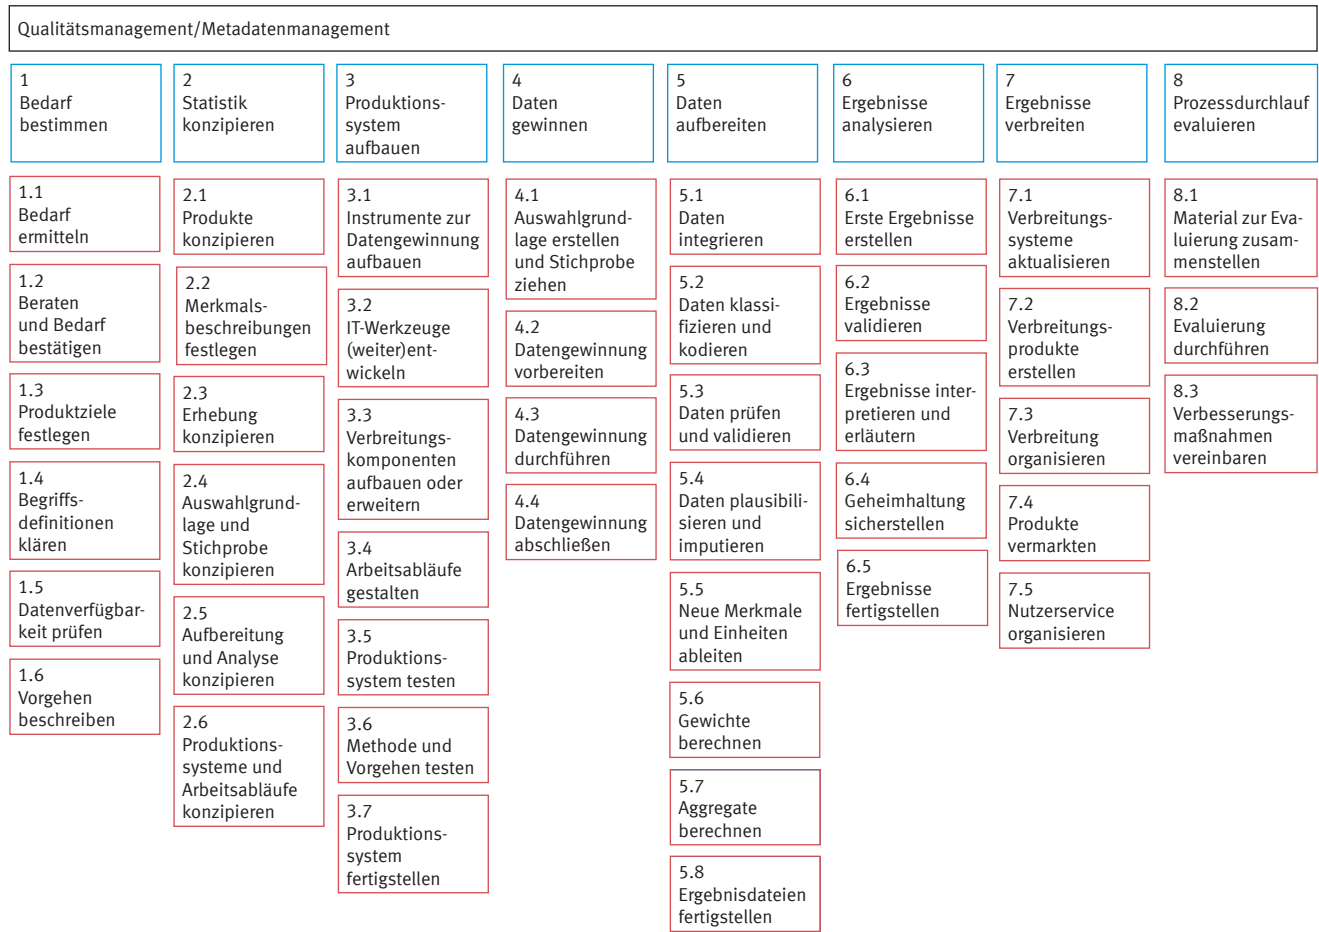 Qualitätsmanagement/Metadatenmanagement
1
Bedarf
bestimmen
2
Statistik
konzipieren
3
Produktions-
system
aufbauen
4
Daten
gewinnen
5
Daten
aufbereiten
6
Ergebnisse
analysieren
7
Ergebnisse
verbreiten
8
Prozessdurchlauf
evaluieren
1.1
Bedarf
ermitteln
1.2
Beraten
und Bedarf
bestätigen
1.3
Produktziele
festlegen
1.4
Begriffs-
definitionen
klären
1.5
Datenverfügbar-
keit prüfen
1.6
Vorgehen
beschreiben
2.1
Produkte
konzipieren
2.2
Merkmals-
beschreibungen
festlegen
2.3
Erhebung
konzipieren
2.4
Auswahlgrund-
lage und
Stichprobe
konzipieren
2.5
Aufbereitung
und Analyse
konzipieren
2.6
Produktions-
systeme und
Arbeitsabläufe
konzipieren
3.1
Instrumente zur
Datengewinnung
aufbauen
3.2
IT-Werkzeuge
(weiter)ent-
wickeln
3.3
Verbreitungs-
komponenten
aufbauen oder
erweitern
3.4
Arbeitsabläufe
gestalten
3.5
Produktions-
system testen
3.6
Methode und
Vorgehen testen
3.7
Produktions-
system
fertigstellen
4.1
Auswahlgrund-
lage erstellen
und Stichprobe
ziehen
4.2
Datengewinnung
vorbereiten
4.3
Datengewinnung
durchführen
4.4
Datengewinnung
abschließen
5.1
Daten
integrieren
5.2
Daten klassi-
fizieren und
kodieren
5.3
Daten prüfen
und validieren
5.4
Daten plausibili-
sieren und
imputieren
5.5
Neue Merkmale
und Einheiten
ableiten
5.6
Gewichte
berechnen
5.7
Aggregate
berechnen
5.8
Ergebnisdateien
fertigstellen
6.1
Erste Ergebnisse
erstellen
6.2
Ergebnisse
validieren
6.3
Ergebnisse inter-
pretieren und
erläutern
6.4
Geheimhaltung
sicherstellen
6.5
Ergebnisse
fertigstellen
7.1
Verbreitungs-
systeme
aktualisieren
7.2
Verbreitungs-
produkte
erstellen
7.3
Verbreitung
organisieren
7.4
Produkte
vermarkten
7.5
Nutzerservice
organisieren
8.1
Material zur Eva-
luierung zusam-
menstellen
8.2
Evaluierung
durchführen
8.3
Verbesserungs-
maßnahmen
vereinbaren